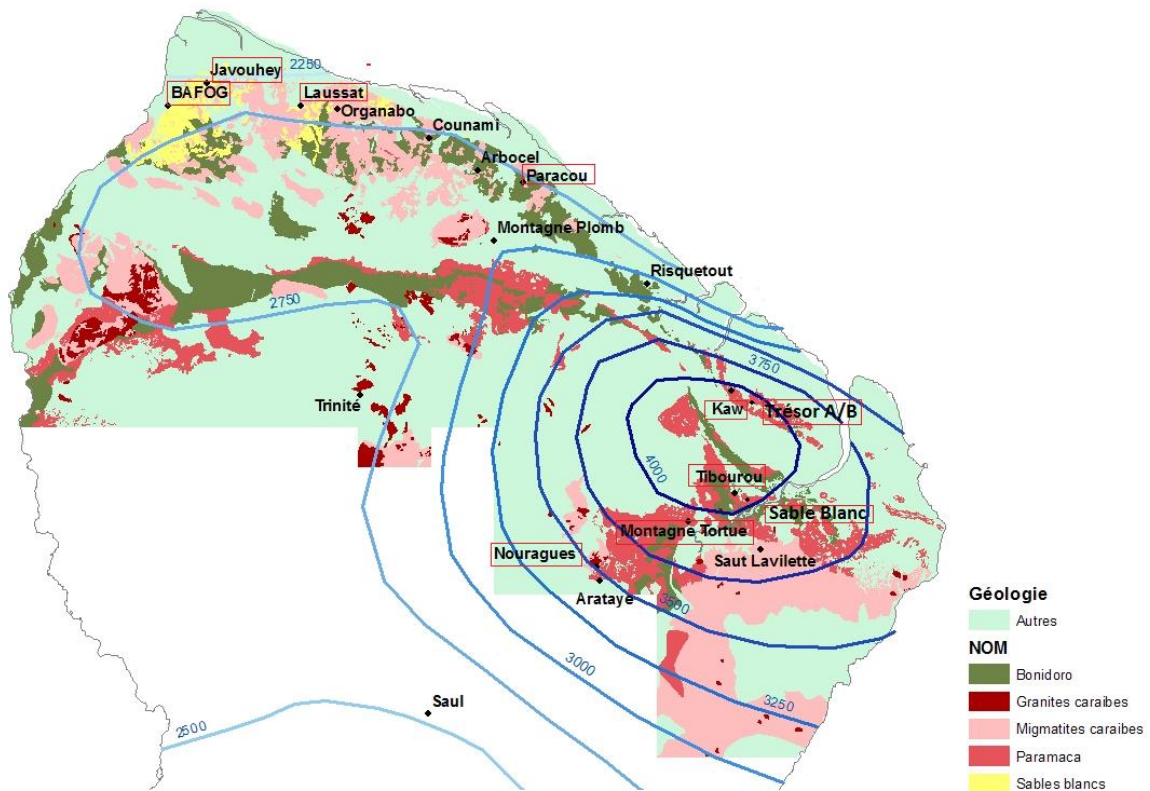 2250
Javouhey
BAFOG
Laussat
Organabo
Counami
Arbocel
Paracou
Montagne Plomb
Risquetout
2750
3750
Trinité
Kaw
Trésor A/B
4000
Tibourou
Sable Blanc
Montagne Tortue
Nouragues
Saut Lavilette
Arataye
3500
3000
3250
Saul
2500
Géologie
Autres
NOM
Bonidoro
Granites caraibes
Migmatites caraibes
Paramaca
Sables blancs